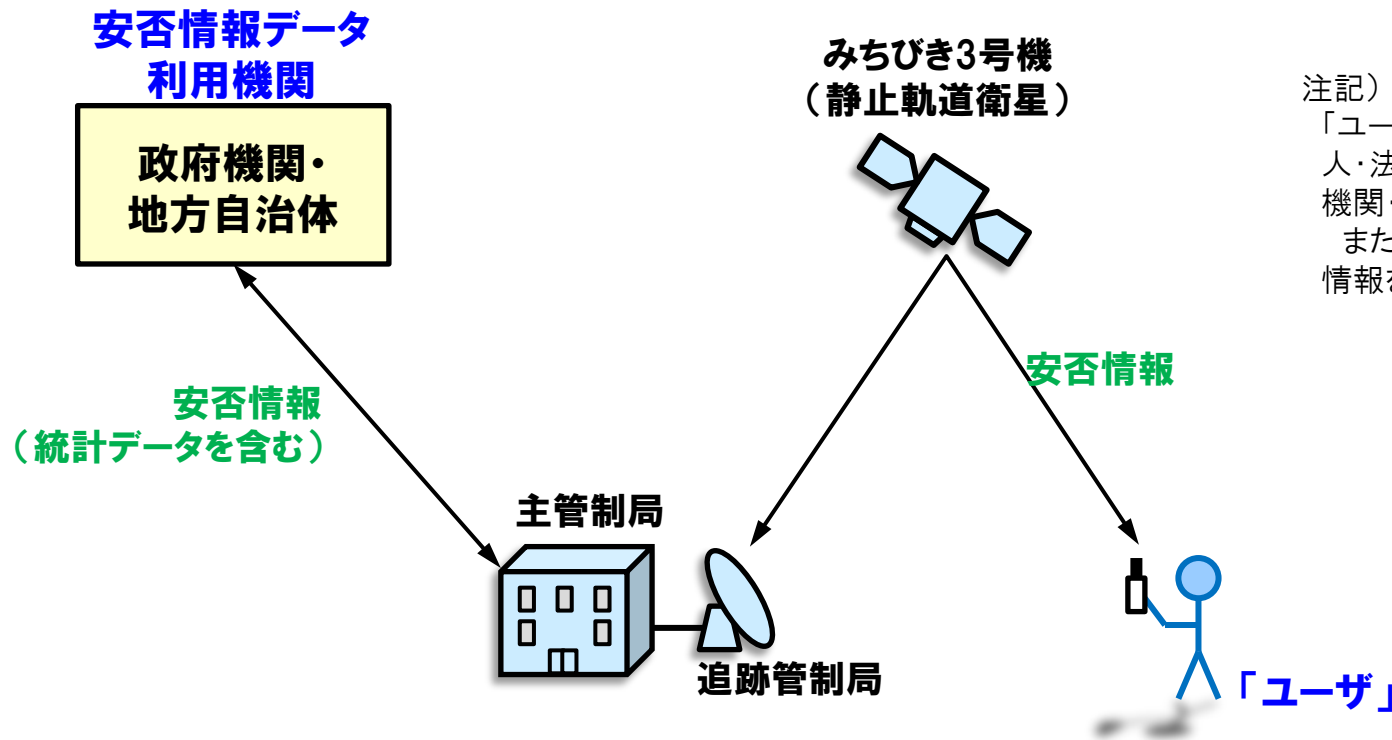 安否情報データ
利用機関
政府機関・
地方自治体
みちびき3号機
（静止軌道衛星）
注記）
「ユー
人・法
機関・
また
情報を
安否情報
安否情報
（統計データを含む）
主管制局
追跡管制局
「ユーザ」